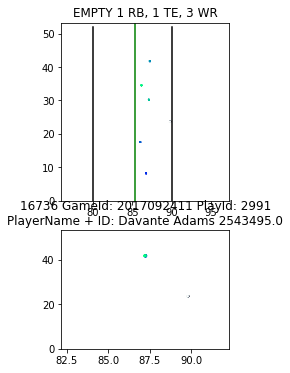 EMPTY 1 RB, 1 TE, 3 WR
50
40
30
20
10
0
80 85 90 95
16736 GameId: 2017092411 PlayId: 2991
PlayerName + ID: Davante Adams 2543495.0
40
20
0
82.5 85.0 87.5 90.0